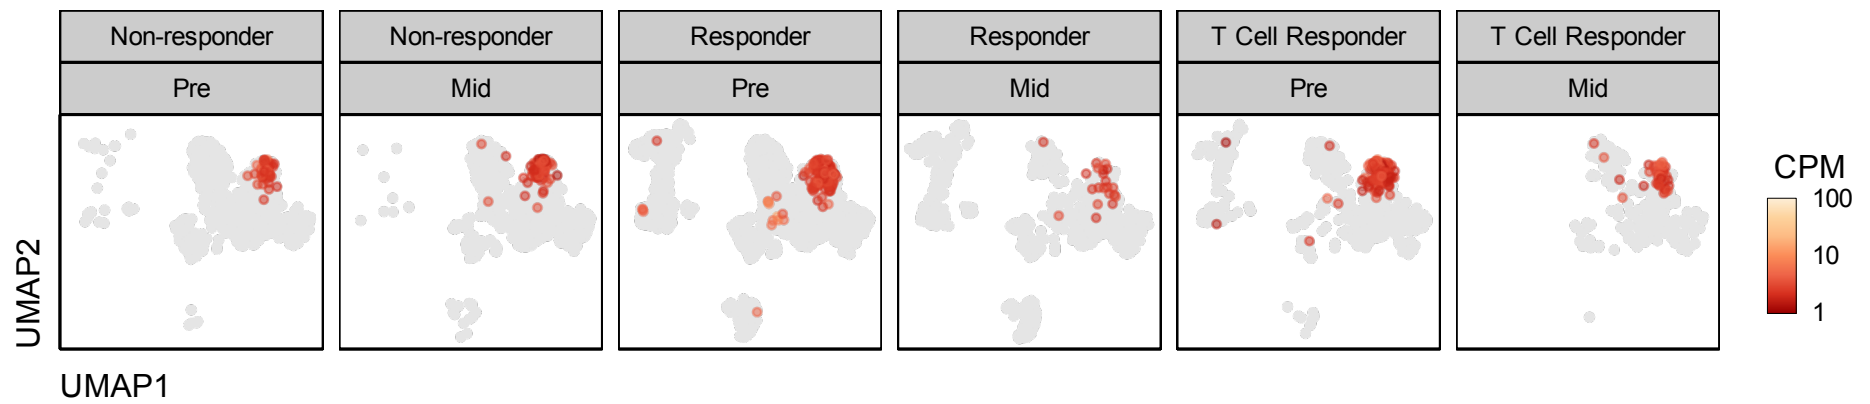 Non-responder Non-responder Responder Responder T Cell Responder T Cell Responder
Pre Mid Pre Mid Pre Mid
UMAP2
UMAP1
CPM
100
10
1